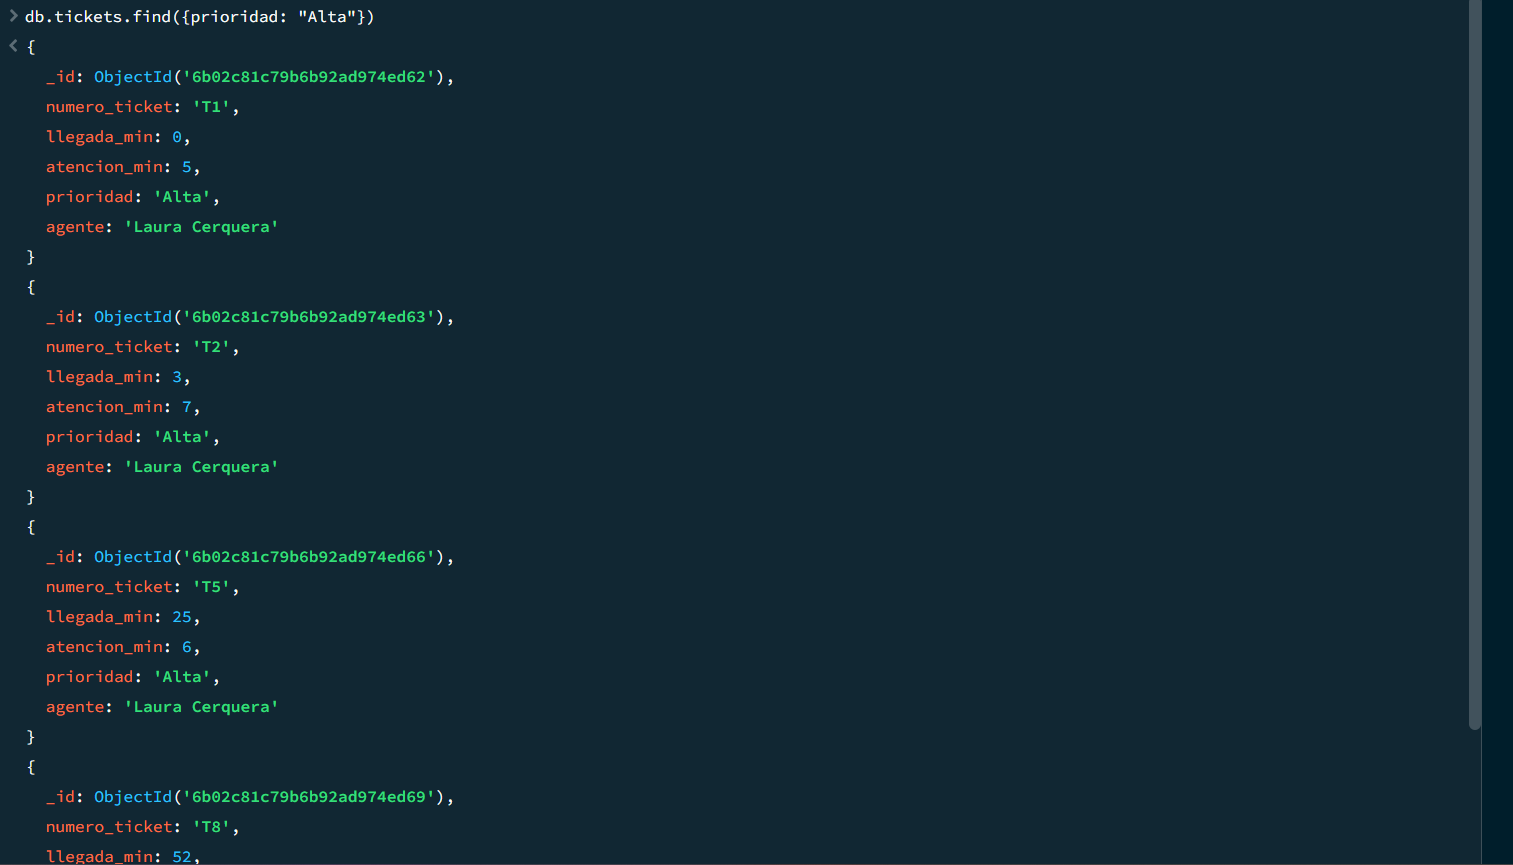 > db.tickets.find({prioridad: "Alta"})
< {
_id: ObjectId('6b02c81c79b6b92ad974ed62'),
numero_ticket: 'T1',
llegada_min: 0,
atencion_min: 5,
prioridad: 'Alta',
agente: 'Laura Cerquera'
}
{
_id: ObjectId('6b02c81c79b6b92ad974ed63'),
numero_ticket: 'T2',
llegada_min: 3,
atencion_min: 7,
prioridad: 'Alta',
agente: 'Laura Cerquera'
}
{
_id: ObjectId('6b02c81c79b6b92ad974ed66'),
numero_ticket: 'T5',
llegada_min: 25,
atencion_min: 6,
prioridad: 'Alta',
agente: 'Laura Cerquera'
}
{
_id: ObjectId('6b02c81c79b6b92ad974ed69'),
numero_ticket: 'T8',
llegada_min: 52,